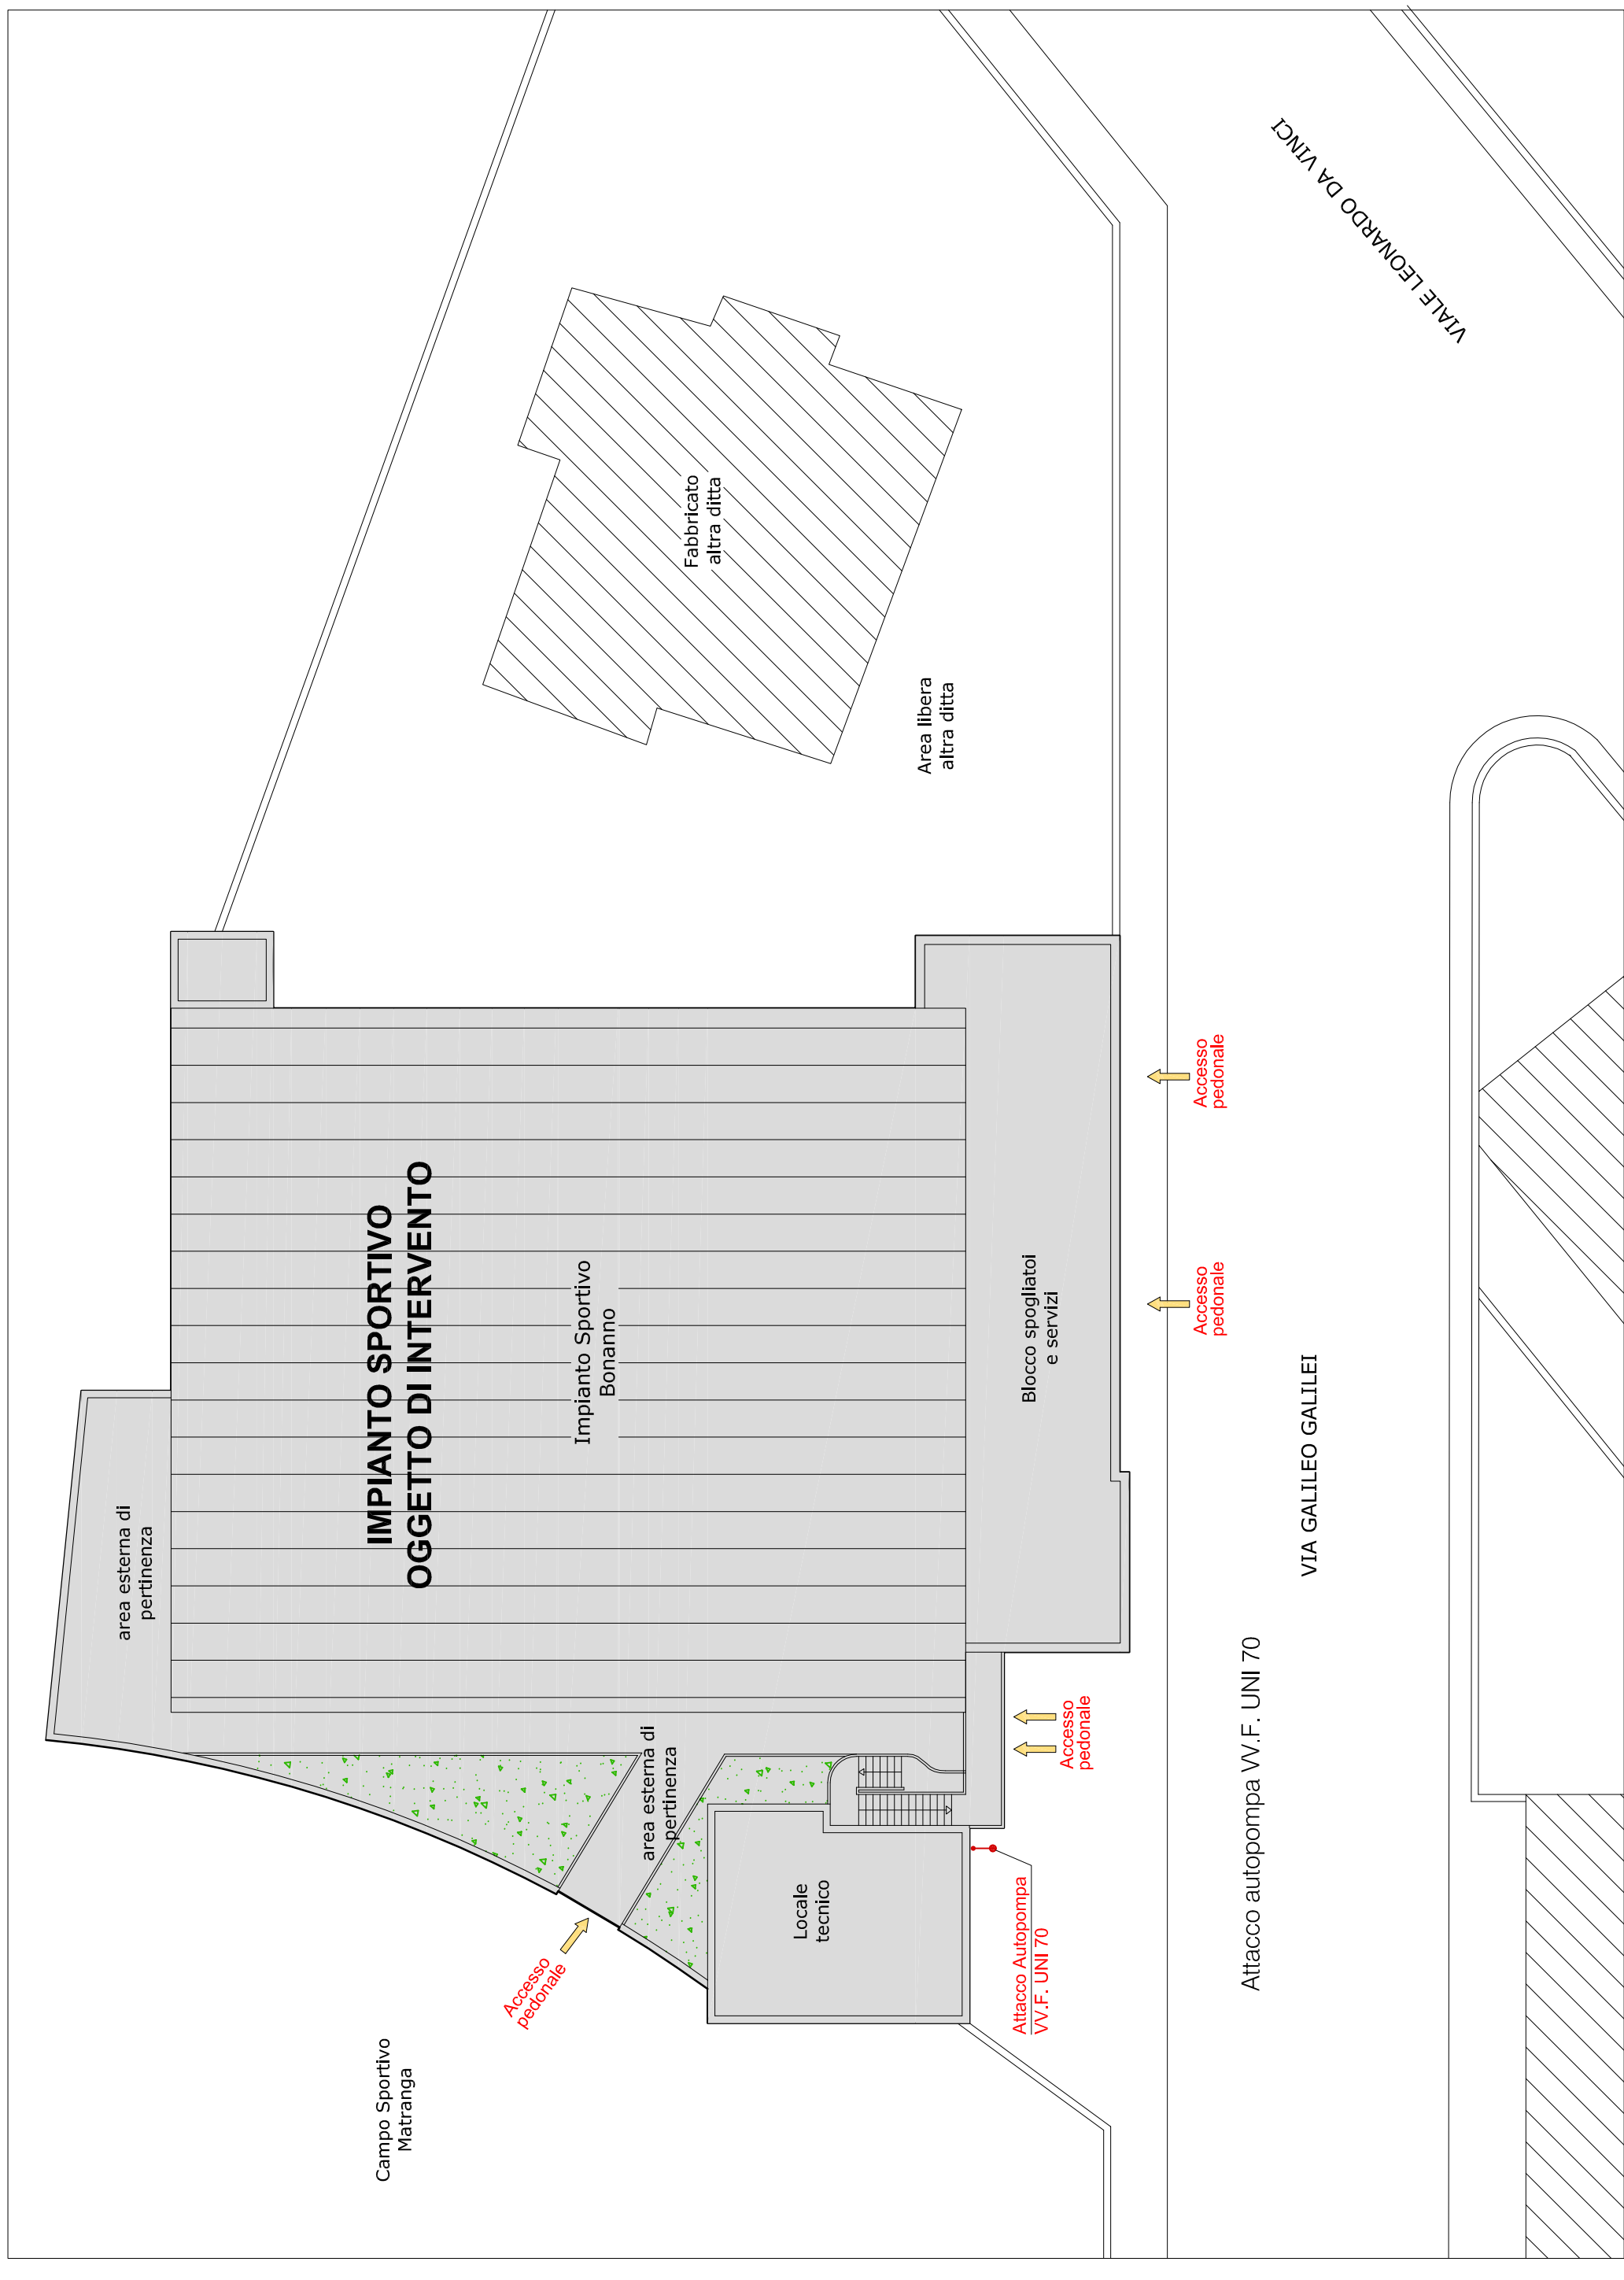 VIALE LEONARDO DA VINCI
Fabbricato
altra ditta
Area libera
altra ditta
Accesso
pedonale
Accesso
pedonale
IMPIANTO SPORTIVO
OGGETTO DI INTERVENTO
Impianto Sportivo
Bonanno
Blocco spogliatoi
e servizi
area esterna di
pertinenza
VIA GALILEO GALILEI
Accesso
pedonale
area esterna di
pertinenza
Attacco autopompa VV.F. UNI 70
Locale
tecnico
Attacco Autopompa
VV.F. UNI 70
Accesso
pedonale
Campo Sportivo
Matranga